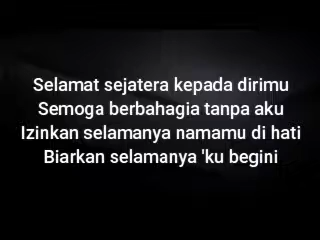 Selamat sejatera kepada dirimu
Semoga berbahagia tanpa aku
Izinkan selamanya namamu di hati
Biarkan selamanya 'ku begini